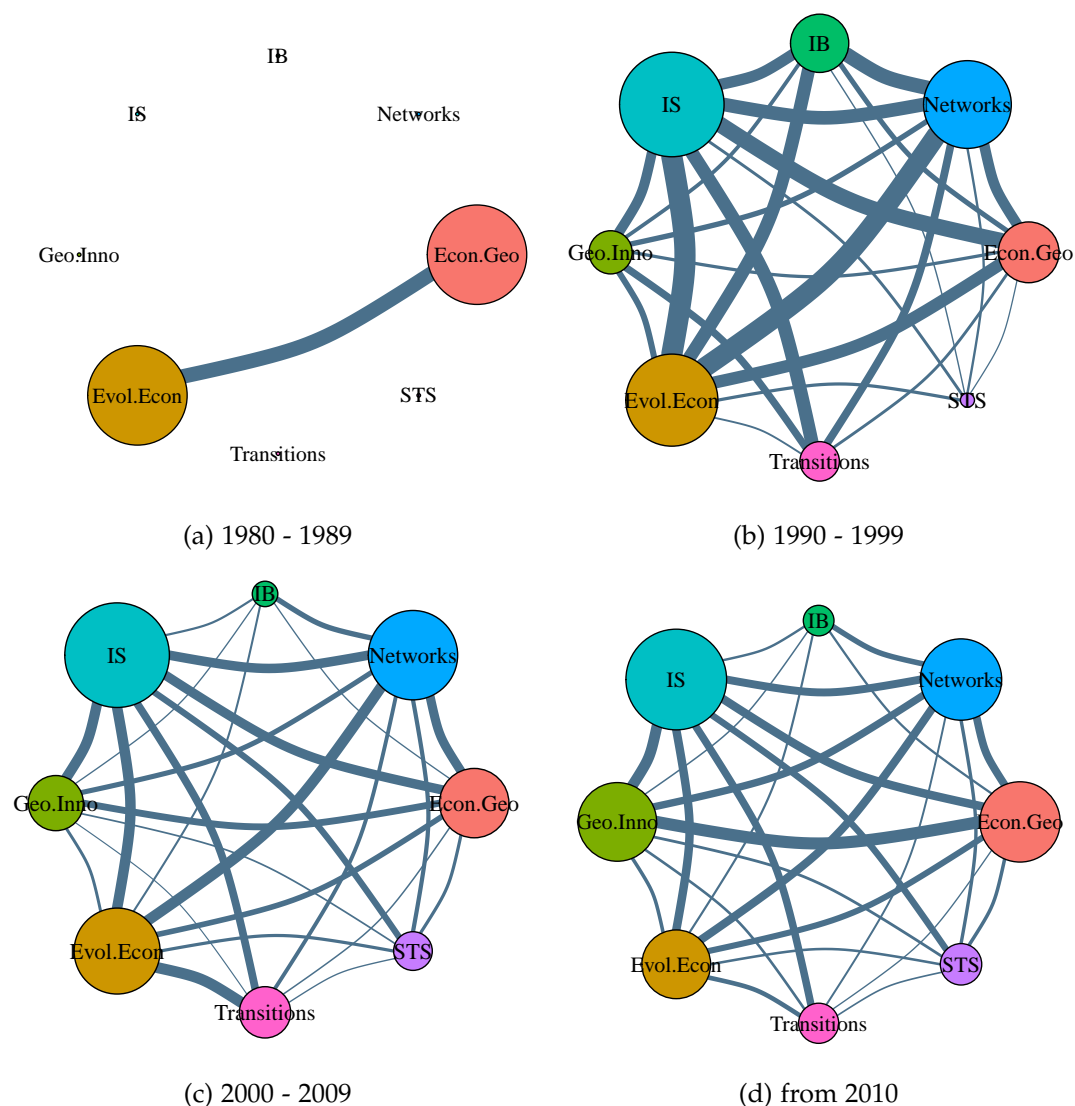 IB
IS
Networks
Geo.Inno
Econ.Geo
Evol.Econ
STS
Transitions
(a) 1980 - 1989
IB
IS
Networks
Geo.Inno
Econ.Geo
Evol.Econ
STS
Transitions
(b) 1990 - 1999
IB
IS
Networks
Geo.Inno
Econ.Geo
Evol.Econ
STS
Transitions
(c) 2000 - 2009
IB
IS
Networks
Geo.Inno
Econ.Geo
Evol.Econ
STS
Transitions
(d) from 2010